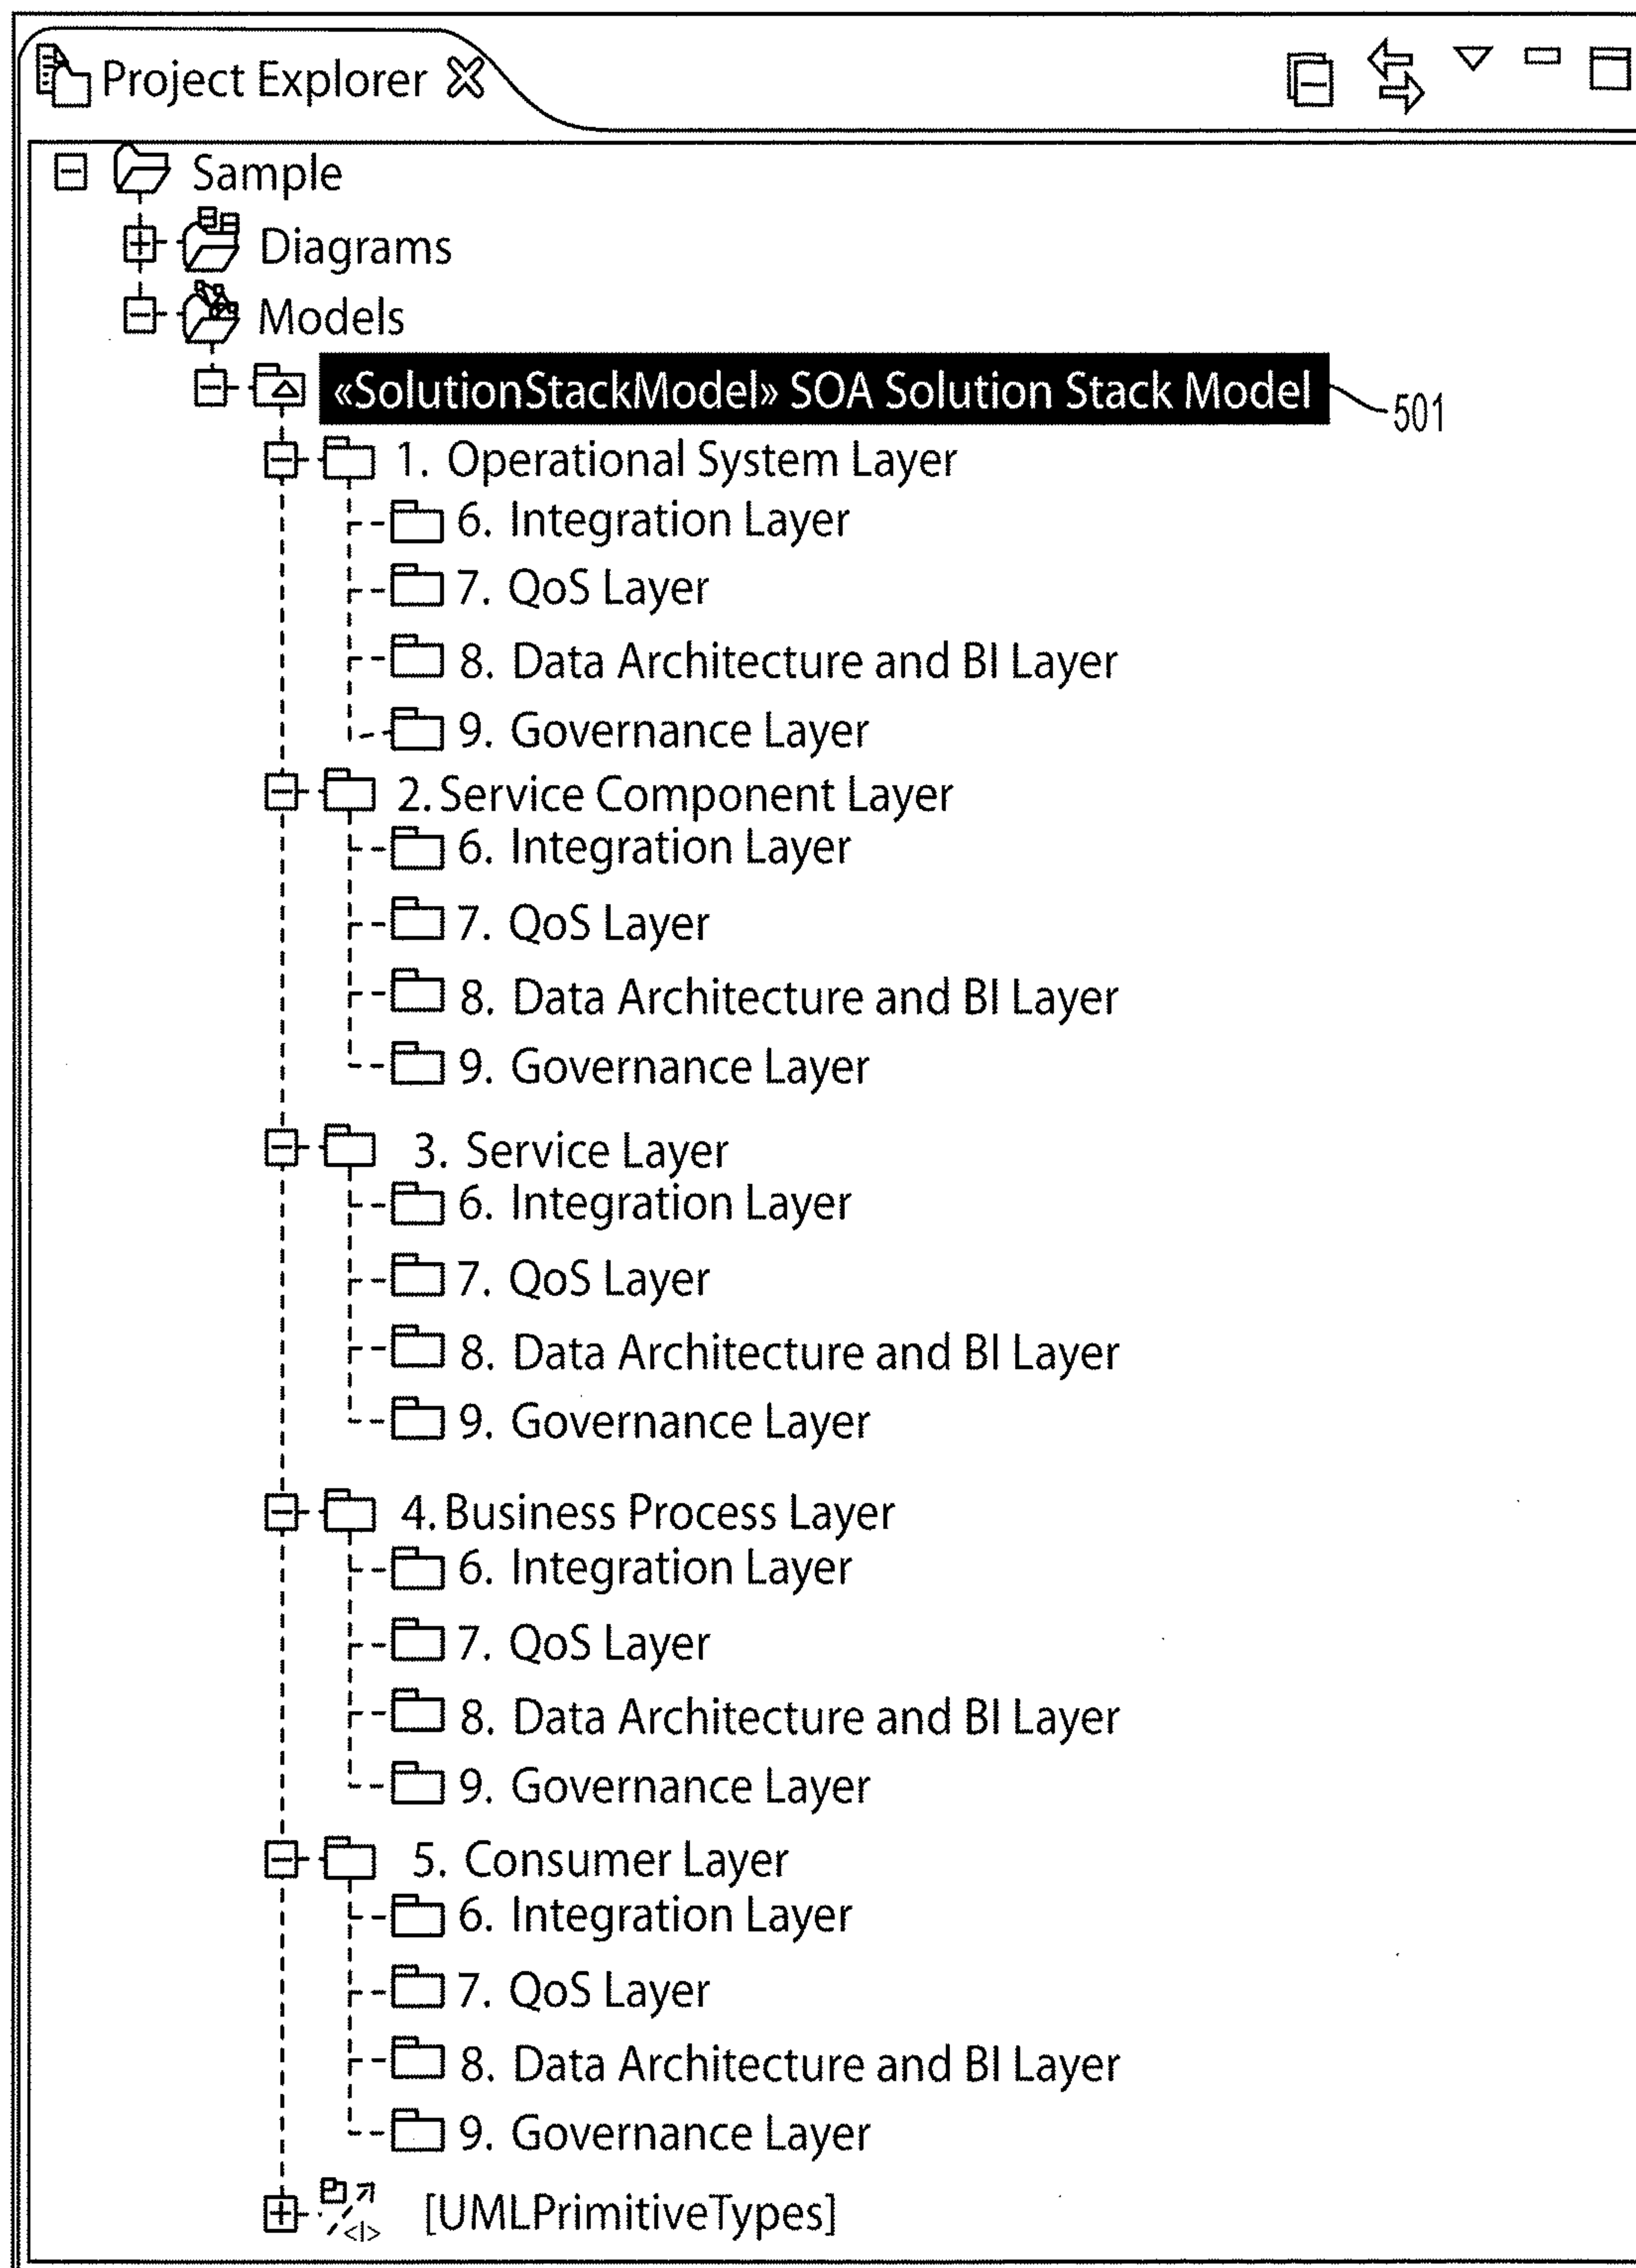 Project Explorer
Sample
Diagrams
Models
«SolutionStackModel» SOA Solution Stack Model
501
1. Operational System Layer
6. Integration Layer
7. QoS Layer
8. Data Architecture and BI Layer
9. Governance Layer
2. Service Component Layer
6. Integration Layer
7. QoS Layer
8. Data Architecture and BI Layer
9. Governance Layer
3. Service Layer
6. Integration Layer
7. QoS Layer
8. Data Architecture and BI Layer
9. Governance Layer
4. Business Process Layer
6. Integration Layer
7. QoS Layer
8. Data Architecture and BI Layer
9. Governance Layer
5. Consumer Layer
6. Integration Layer
7. QoS Layer
8. Data Architecture and BI Layer
9. Governance Layer
[UMLPrimitiveTypes]